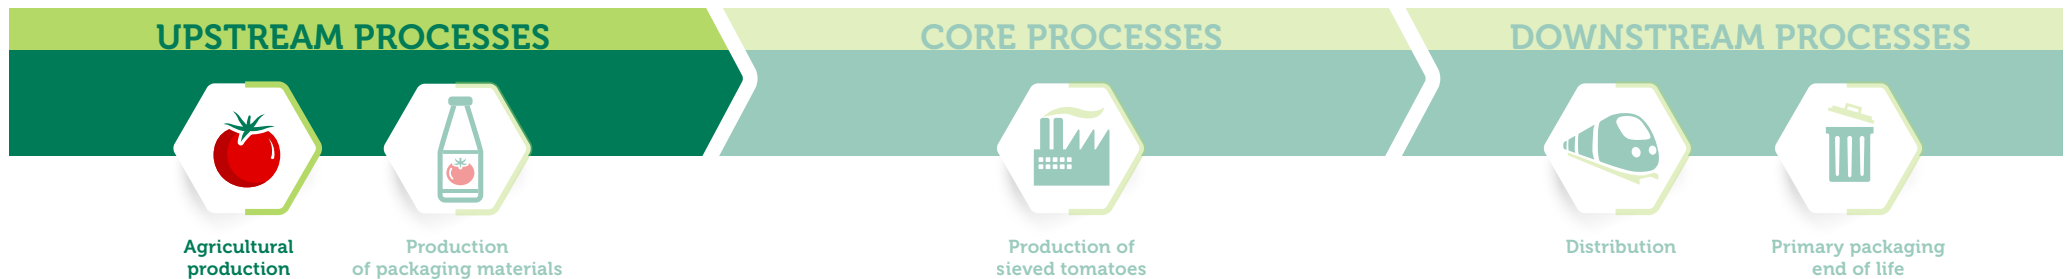 UPSTREAM PROCESSES
CORE PROCESSES
DOWNSTREAM PROCESSES
Agricultural
production
Production
of packaging materials
Production of
sieved tomatoes
Distribution
Primary packaging
end of life